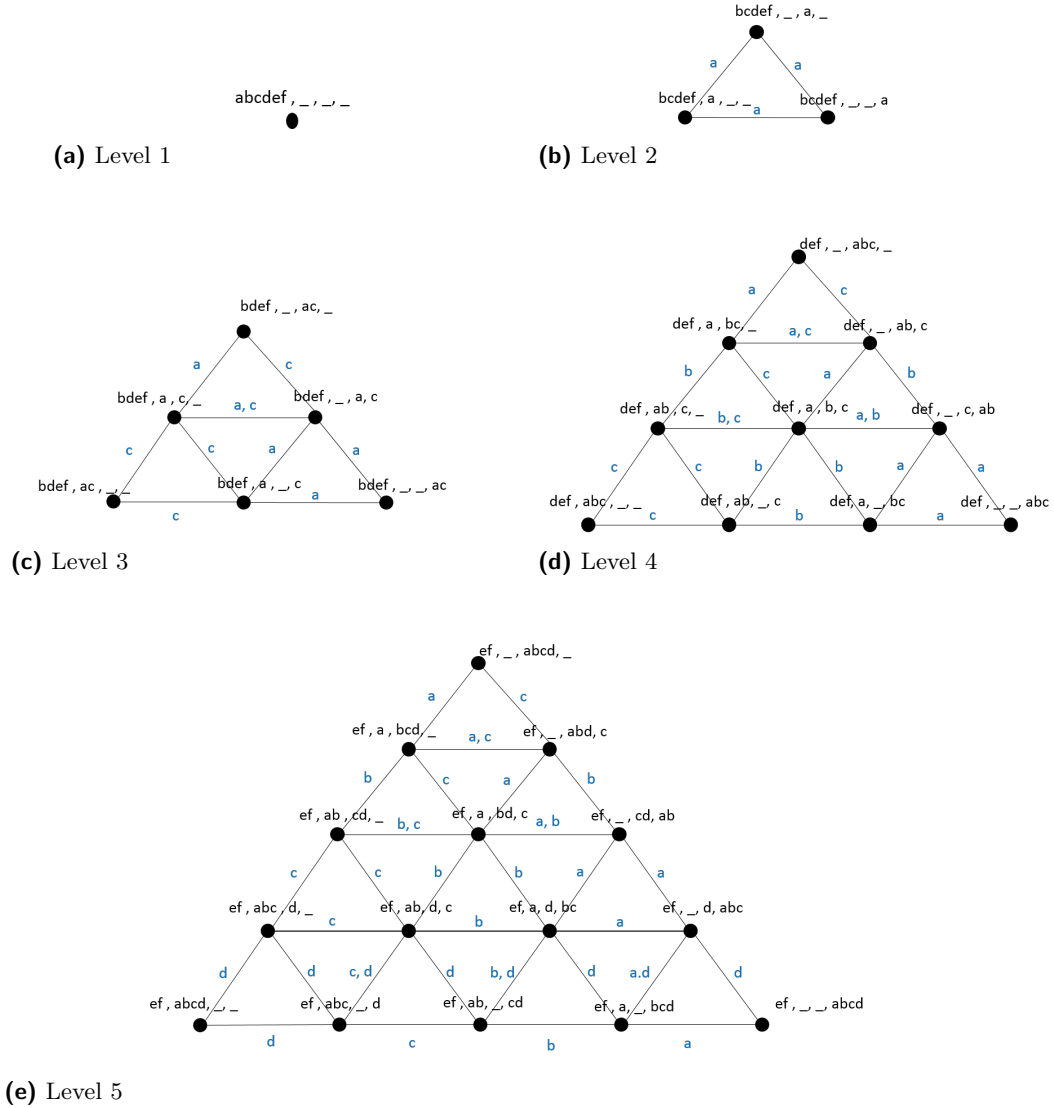 bcdef , _ , a, _
abcdef , _ , _, _
a a
bcdef , a , _, _ bcdef , _, _, a
a
(a) Level 1
(b) Level 2
def , _ , abc, _
a c
bdef , _ , ac, _
def , a , bc, _ def , _ , ab, c
a, c
a c
b c a b
bdef , a , c, _ bdef , _ , a, c
a, c
def , ab , c, _ def , a , b, c def , _ , c, ab
b, c a, b
c c a a
c c b b a a
bdef , ac , _, _ bdef , a , _, c bdef , _, _, ac
a
c
def , abc , _, _ def , ab, _, c def, a, _, bc def , _, _, abc
c b a
(c) Level 3
(d) Level 4
ef , _ , abcd, _
a c
ef , a , bcd, _ ef , _ , abd, c
a, c
b c a b
ef , ab , cd, _ ef , a , bd, c ef , _ , cd, ab
b, c a, b
c c b b a a
ef , abc , d, _ ef , ab, d, c ef, a, d, bc ef , _, d, abc
c b a
d d c, d d b, d d a.d d
ef , abcd, _, _ ef , abc, _, d ef , ab, _, cd ef , a, _, bcd ef , _, _, abcd
d c b a
(e) Level 5